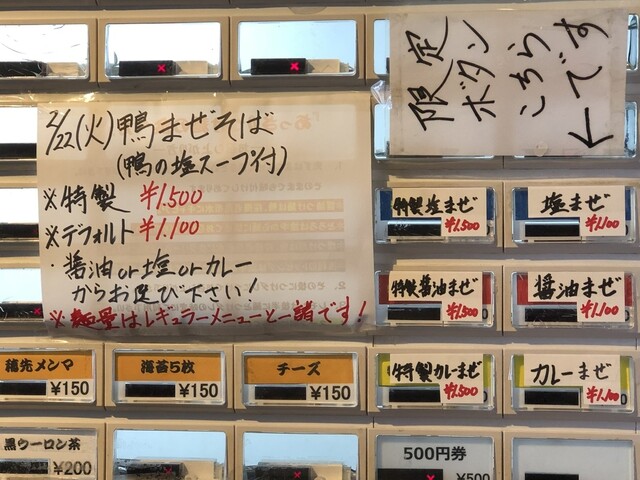 限定
ボタン
こちら
です
←
2/22(火)鴨まぜそば
(鴨の塩スープ付)
※特製 ¥1.500
※デフォルト ¥1.100
・醤油or塩orカレー
からお選び下さい!
※麺量はレギュラーメニューと一諸です!
特製塩まぜ
¥1.500
塩まぜ
¥1.100
特製醤油まぜ
¥1.500
醤油まぜ
¥1.100
穂先メンマ
¥150
海苔5枚
¥150
チーズ
¥150
特製カレーまぜ
¥1.500
カレーまぜ
¥1.100
黒ウーロン茶
¥200
500円券
¥500